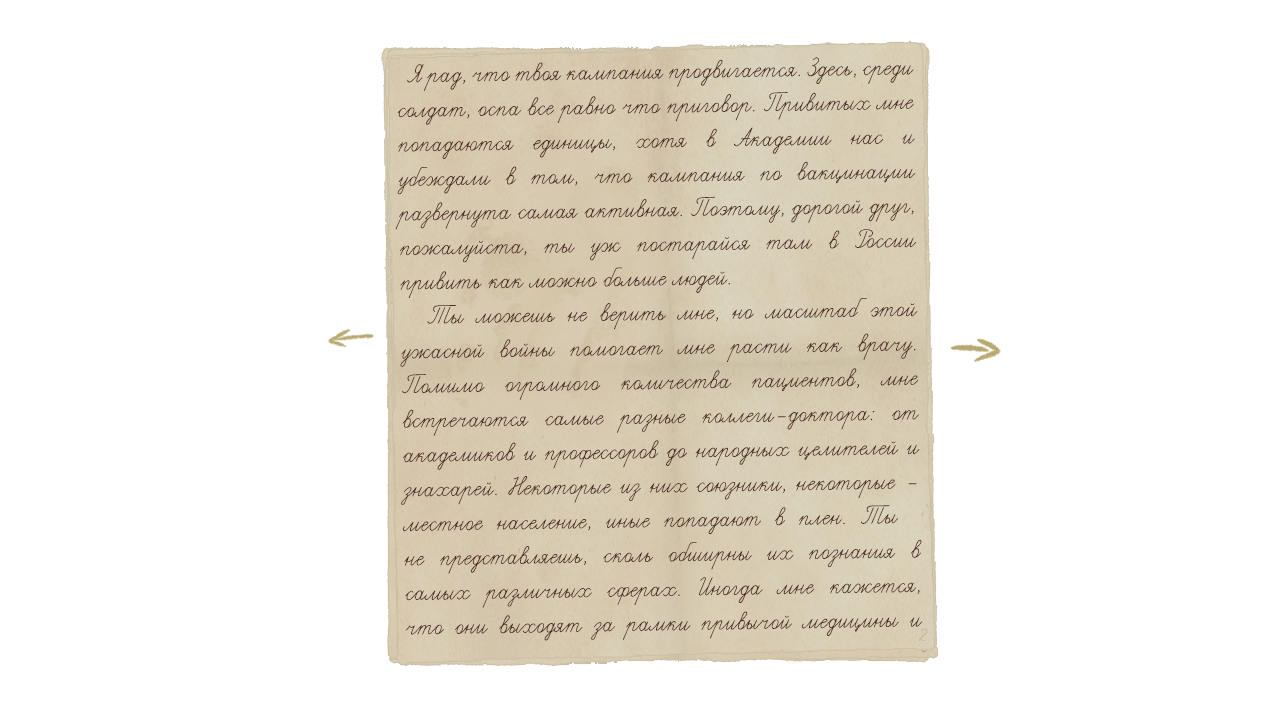 Я рад, что твоя кампания продвигается. Здесь, среди
солдат, оспа все равно что приговор. Привитых мне
попадаются единицы, хотя в Академии нас и
убеждали в том, что кампания по вакцинации
развернута самая активная. Поэтому, дорогой друг,
пожалуйста, ты уж постарайся там в России
привить как можно больше людей.
Ты можешь не верить мне, но масштаб этой
ужасной войны помогает мне расти как врачу.
Помимо огромного количества пациентов, мне
встречаются самые разные коллеги-доктора: от
академиков и профессоров до народных целителей и
знахарей. Некоторые из них союзники, некоторые -
местное население, иные попадают в плен. Ты
не представляешь, сколь обширны их познания в
самых различных сферах. Иногда мне кажется,
что они выходят за рамки привычой медицины и
2